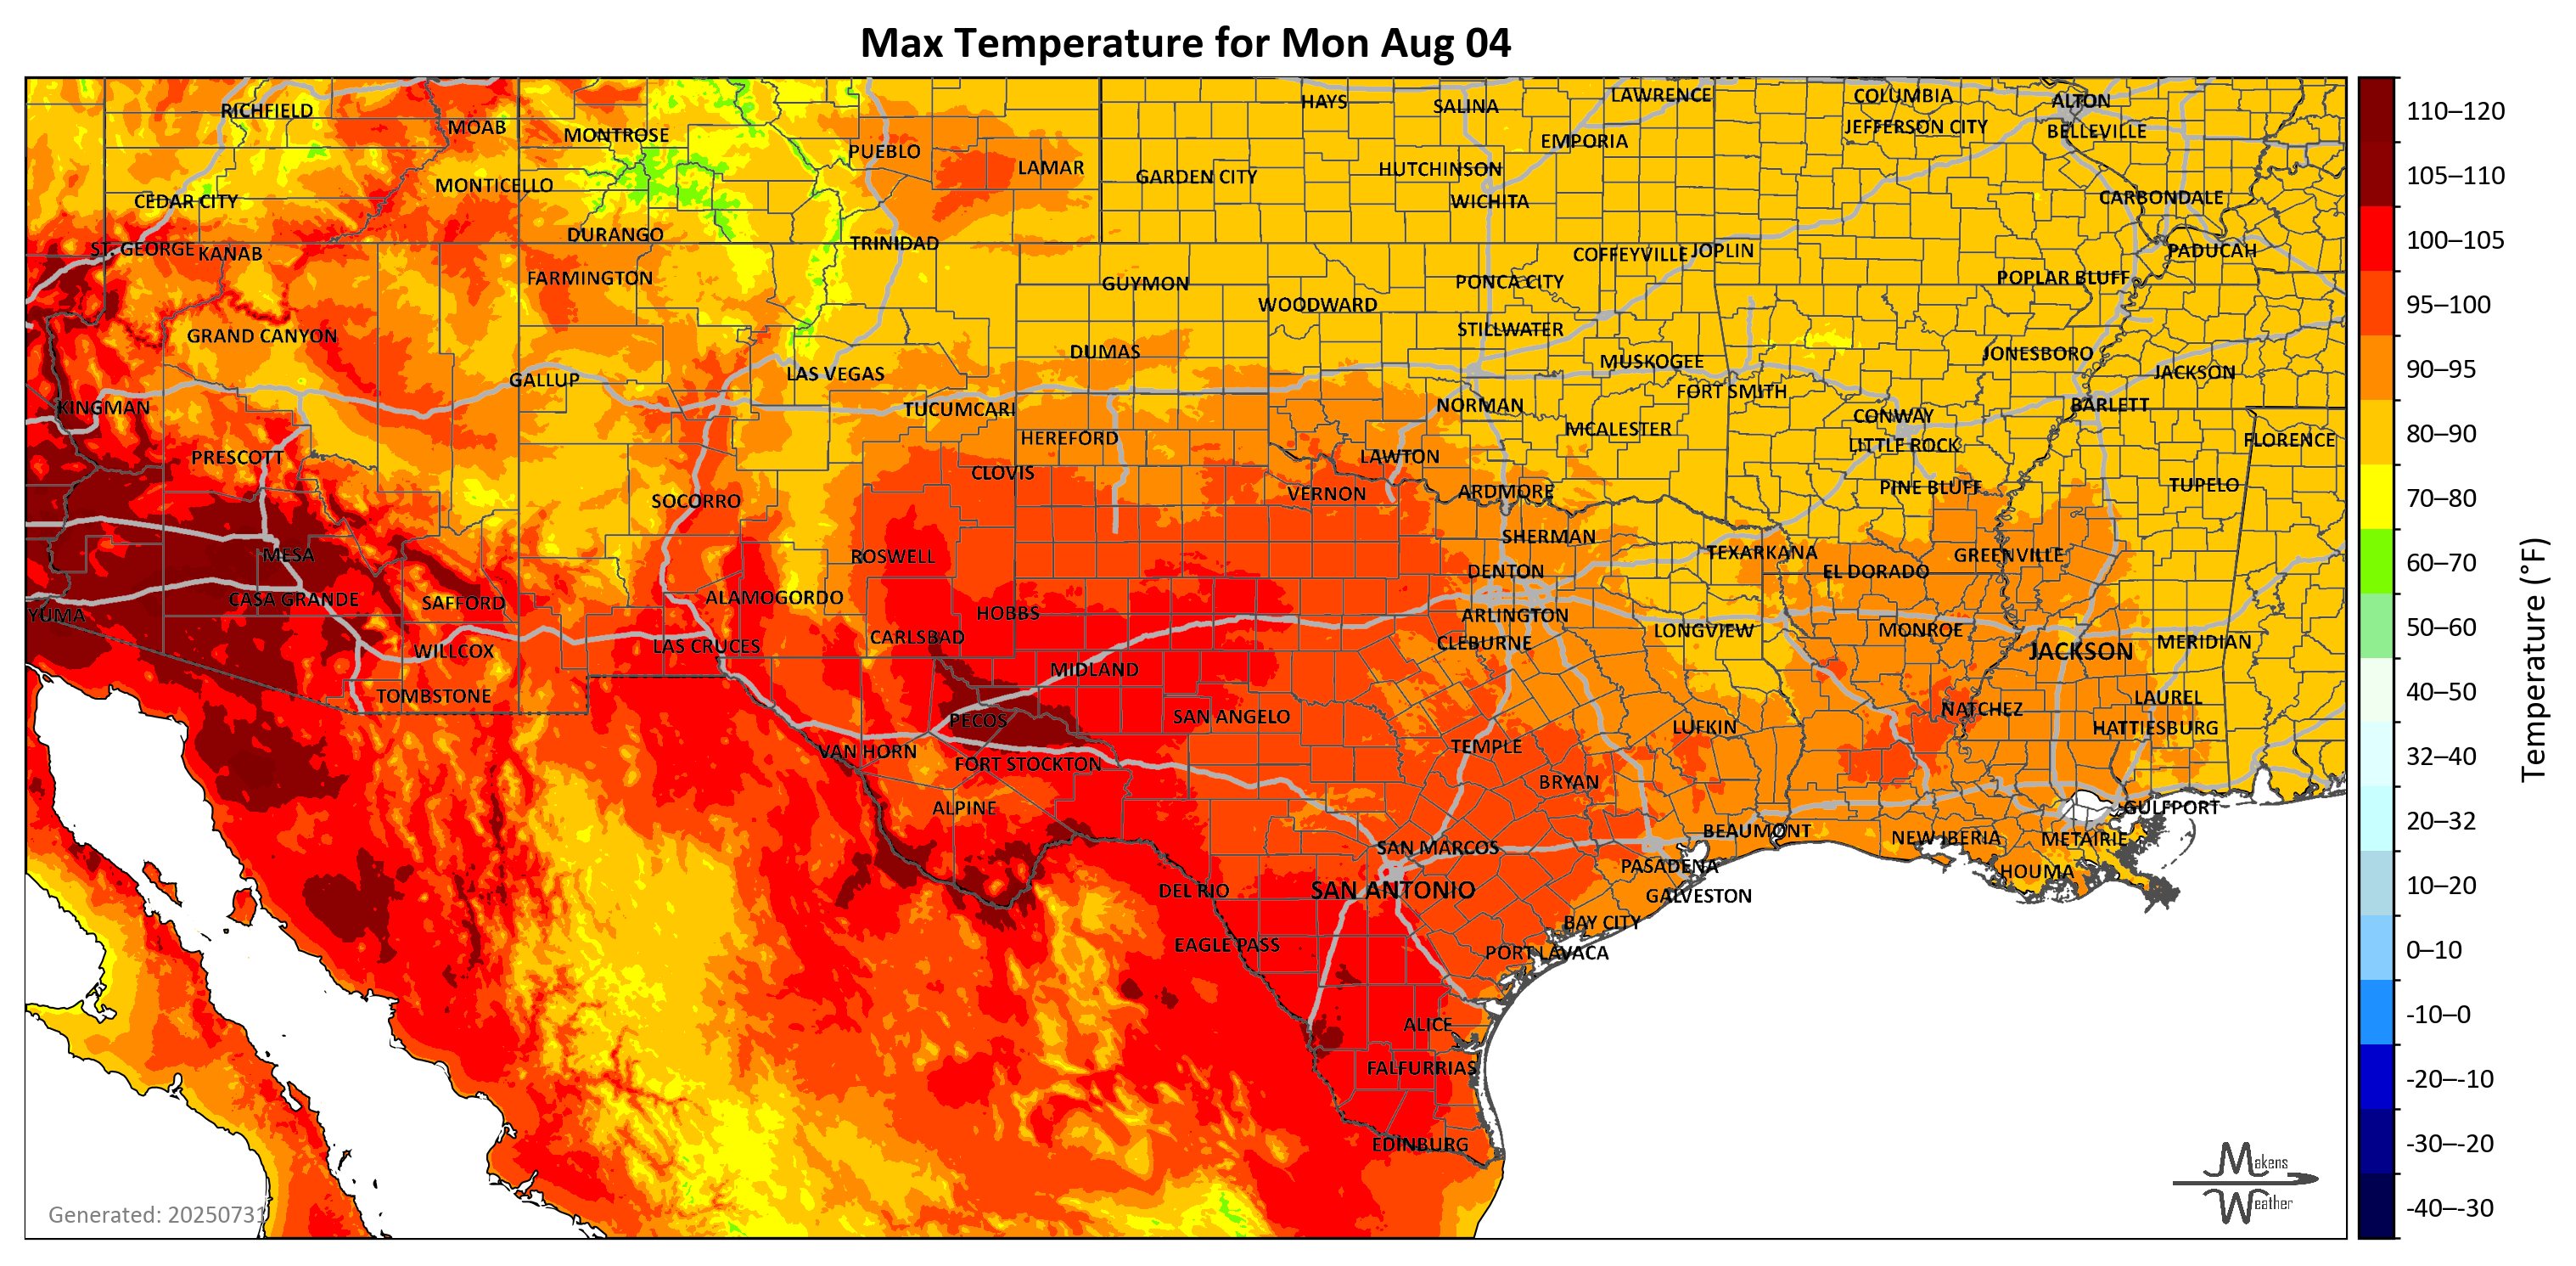 Max Temperature for Mon Aug 04
RICHFIELD
MOAB
MONTROSE
PUEBLO
LAMAR
HAYS
SALINA
LAWRENCE
COLUMBIA
ALTON
JEFFERSON CITY
BELLEVILLE
EMPORIA
HUTCHINSON
GARDEN CITY
MONTICELLO
CEDAR CITY
WICHITA
CARBONDALE
DURANGO
TRINIDAD
ST. GEORGE
KANAB
COFFEYVILLE
JOPLIN
PADUCAH
FARMINGTON
GUYMON
PONCA CITY
POPLAR BLUFF
WOODWARD
GRAND CANYON
STILLWATER
DUMAS
MUSKOGEE
JONESBORO
GALLUP
LAS VEGAS
JACKSON
FORT SMITH
KINGMAN
TUCUMCARI
NORMAN
CONWAY
BARLETT
HEREFORD
MCALESTER
LITTLE ROCK
FLORENCE
PRESCOTT
CLOVIS
LAWTON
SOCORRO
VERNON
ARDMORE
PINE BLUFF
TUPELO
MESA
ROSWELL
SHERMAN
TEXARKANA
GREENVILLE
DENTON
EL DORADO
CASA GRANDE
SAFFORD
ALAMOGORDO
HOBBS
ARLINGTON
YUMA
LAS CRUCES
CARLSBAD
CLEBURNE
LONGVIEW
MONROE
JACKSON
MERIDIAN
WILLCOX
MIDLAND
TOMBSTONE
PECOS
SAN ANGELO
NATCHEZ
LAUREL
LUFKIN
HATTIESBURG
VAN HORN
FORT STOCKTON
TEMPLE
BRYAN
ALPINE
GULFPORT
BEAUMONT
NEW IBERIA
METAIRIE
SAN MARCOS
PASADENA
HOUMA
DEL RIO
SAN ANTONIO
GALVESTON
BAY CITY
EAGLE PASS
PORT LAVACA
ALICE
FALFURRIAS
EDINBURG
Generated: 20250731
Makens
Weather
110–120
105–110
100–105
95–100
90–95
80–90
70–80
60–70
50–60
40–50
32–40
20–32
10–20
0–10
-10–0
-20–-10
-30–-20
-40–-30
Temperature (°F)